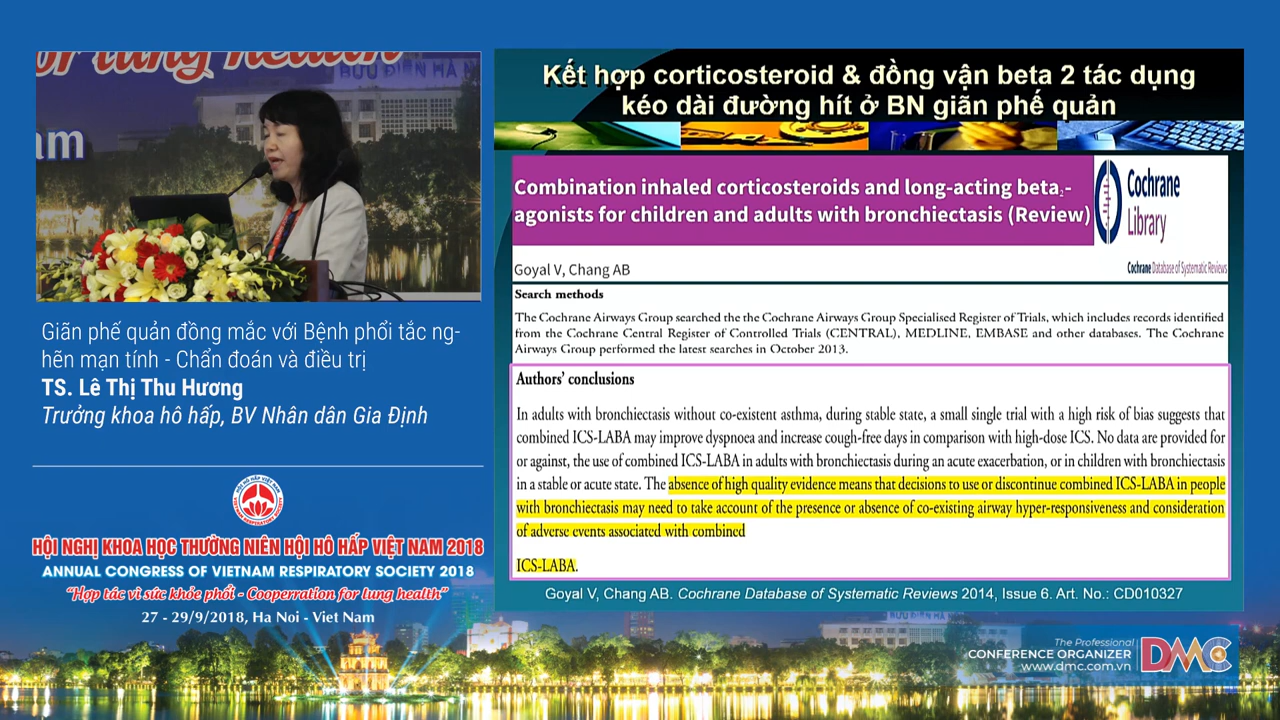 for lung health
BƯU ĐIỆN HÀ N
am
Giãn phế quản đồng mắc với Bệnh phổi tắc ng-
hẽn mạn tính - Chẩn đoán và điều trị
TS. Lê Thị Thu Hương
Trưởng khoa hô hấp, BV Nhân dân Gia Định
HỘI NGHỊ KHOA HỌC THƯỜNG NIÊN HỘI HÔ HẤP VIỆT NAM 2018
ANNUAL CONGRESS OF VIETNAM RESPIRATORY SOCIETY 2018
"Hợp tác vì sức khỏe phổi - Cooperration for lung health"
27 - 29/9/2018, Ha Noi - Viet Nam
Kết hợp corticosteroid & đồng vận beta 2 tác dụng
kéo dài đường hít ở BN giãn phế quản
Combination inhaled corticosteroids and long-acting beta2-
agonists for children and adults with bronchiectasis (Review)
Cochrane
Library
Cochrane Database of Systematic Reviews
Goyal V, Chang AB
Search methods
The Cochrane Airways Group searched the the Cochrane Airways Group Specialised Register of Trials, which includes records identified
from the Cochrane Central Register of Controlled Trials (CENTRAL), MEDLINE, EMBASE and other databases. The Cochrane
Airways Group performed the latest searches in October 2013.
Authors' conclusions
In adults with bronchiectasis without co-existent asthma, during stable state, a small single trial with a high risk of bias suggests that
combined ICS-LABA may improve dyspnoea and increase cough-free days in comparison with high-dose ICS. No data are provided for
or against, the use of combined ICS-LABA in adults with bronchiectasis during an acute exacerbation, or in children with bronchiectasis
in a stable or acute state. The absence of high quality evidence means that decisions to use or discontinue combined ICS-LABA in people
with bronchiectasis may need to take account of the presence or absence of co-existing airway hyper-responsiveness and consideration
of adverse events associated with combined
ICS-LABA.
Goyal V, Chang AB. Cochrane Database of Systematic Reviews 2014, Issue 6. Art. No.: CD010327
The Professional
CONFERENCE ORGANIZER
www.dmc.com.vn
DMC